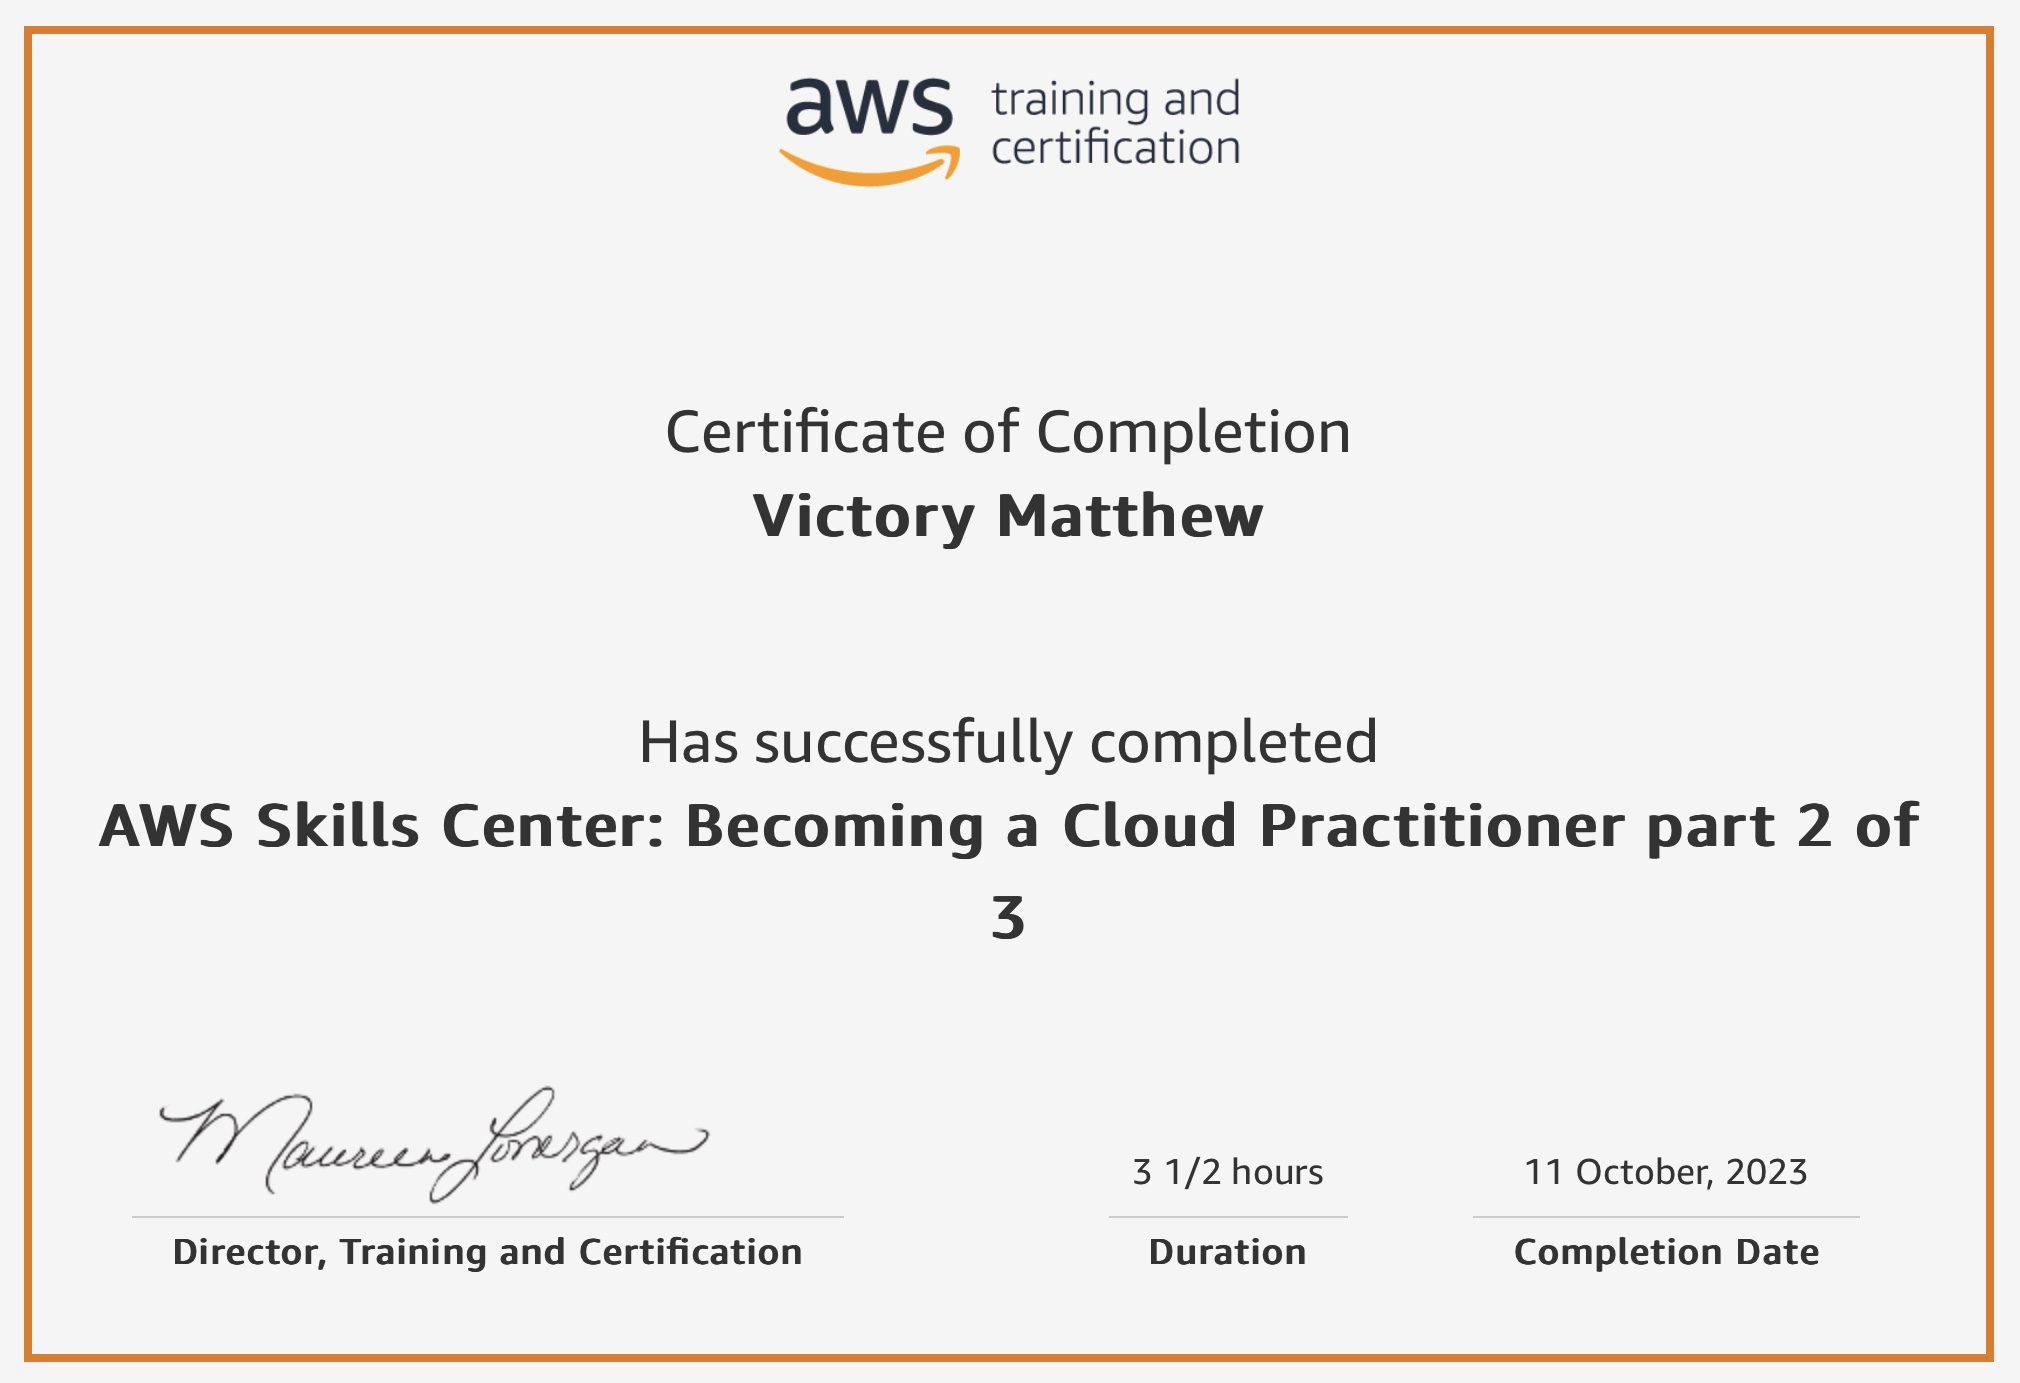 aws training and
certification
Certificate of Completion
Victory Matthew
Has successfully completed
AWS Skills Center: Becoming a Cloud Practitioner part 2 of
3
Maureen Lonergan
3 1/2 hours
11 October, 2023
Director, Training and Certification
Duration
Completion Date